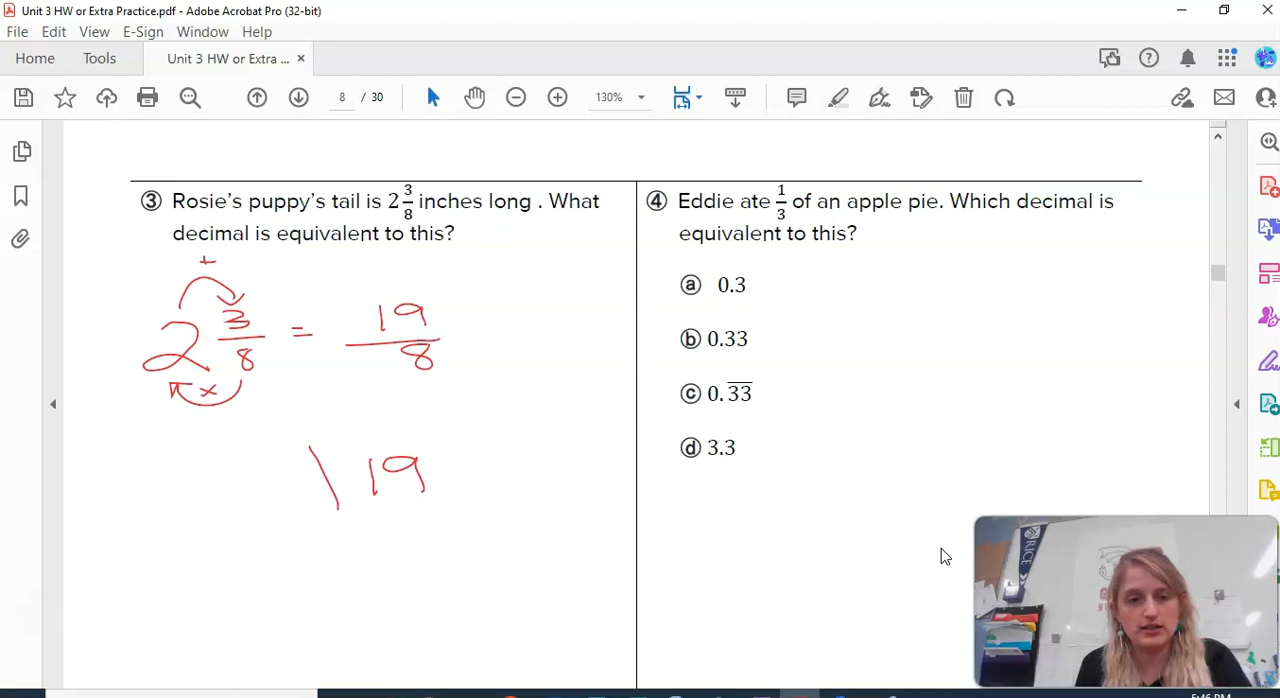 Unit 3 HW or Extra Practice.pdf - Adobe Acrobat Pro (32-bit)
File Edit View E-Sign Window Help
Home Tools Unit 3 HW or Extra ... ×
8 / 30 130%
③ Rosie's puppy's tail is 2 3/8 inches long . What
decimal is equivalent to this?
+
2 3/8 = 19/8
×
\ 19
④ Eddie ate 1/3 of an apple pie. Which decimal is
equivalent to this?
ⓐ 0.3
ⓑ 0.33
ⓒ 0.3̅3̅
ⓓ 3.3
RICE